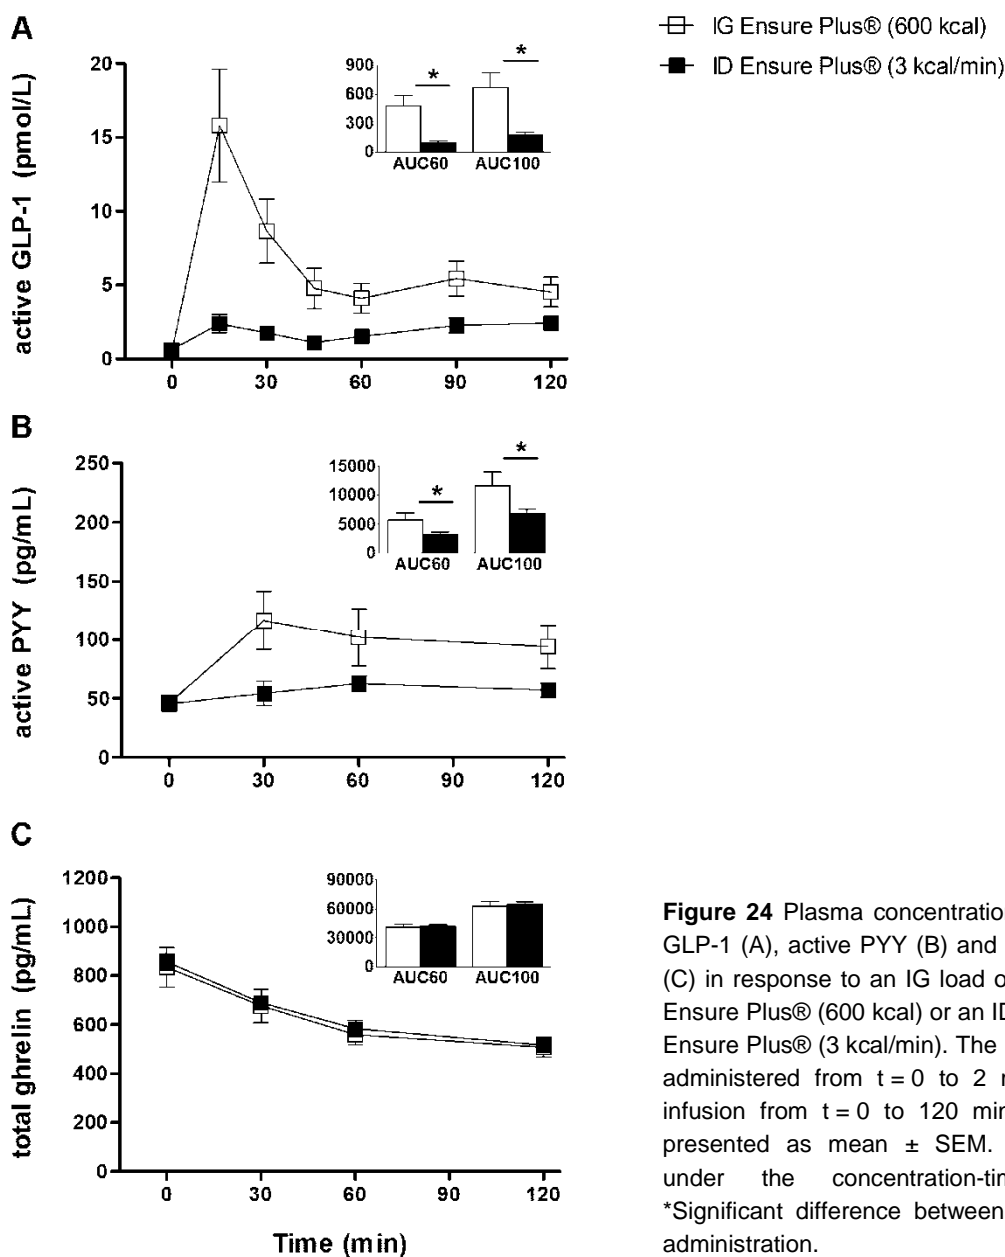 A
IG Ensure Plus® (600 kcal)
ID Ensure Plus® (3 kcal/min)
active GLP-1 (pmol/L)
20
15
10
5
0
0 30 60 90 120
900
600
300
0
* *
AUC60 AUC100
B
active PYY (pg/mL)
250
200
150
100
50
0
0 30 60 90 120
15000
10000
5000
0
* *
AUC60 AUC100
C
total ghrelin (pg/mL)
1200
1000
800
600
400
200
0
0 30 60 90 120
90000
60000
30000
0
AUC60 AUC100
Time (min)
Figure 24 Plasma concentration
GLP-1 (A), active PYY (B) and
(C) in response to an IG load o
Ensure Plus® (600 kcal) or an ID
Ensure Plus® (3 kcal/min). The
administered from t = 0 to 2
infusion from t = 0 to 120 min
presented as mean ± SEM.
under the concentration-tim
*Significant difference between
administration.